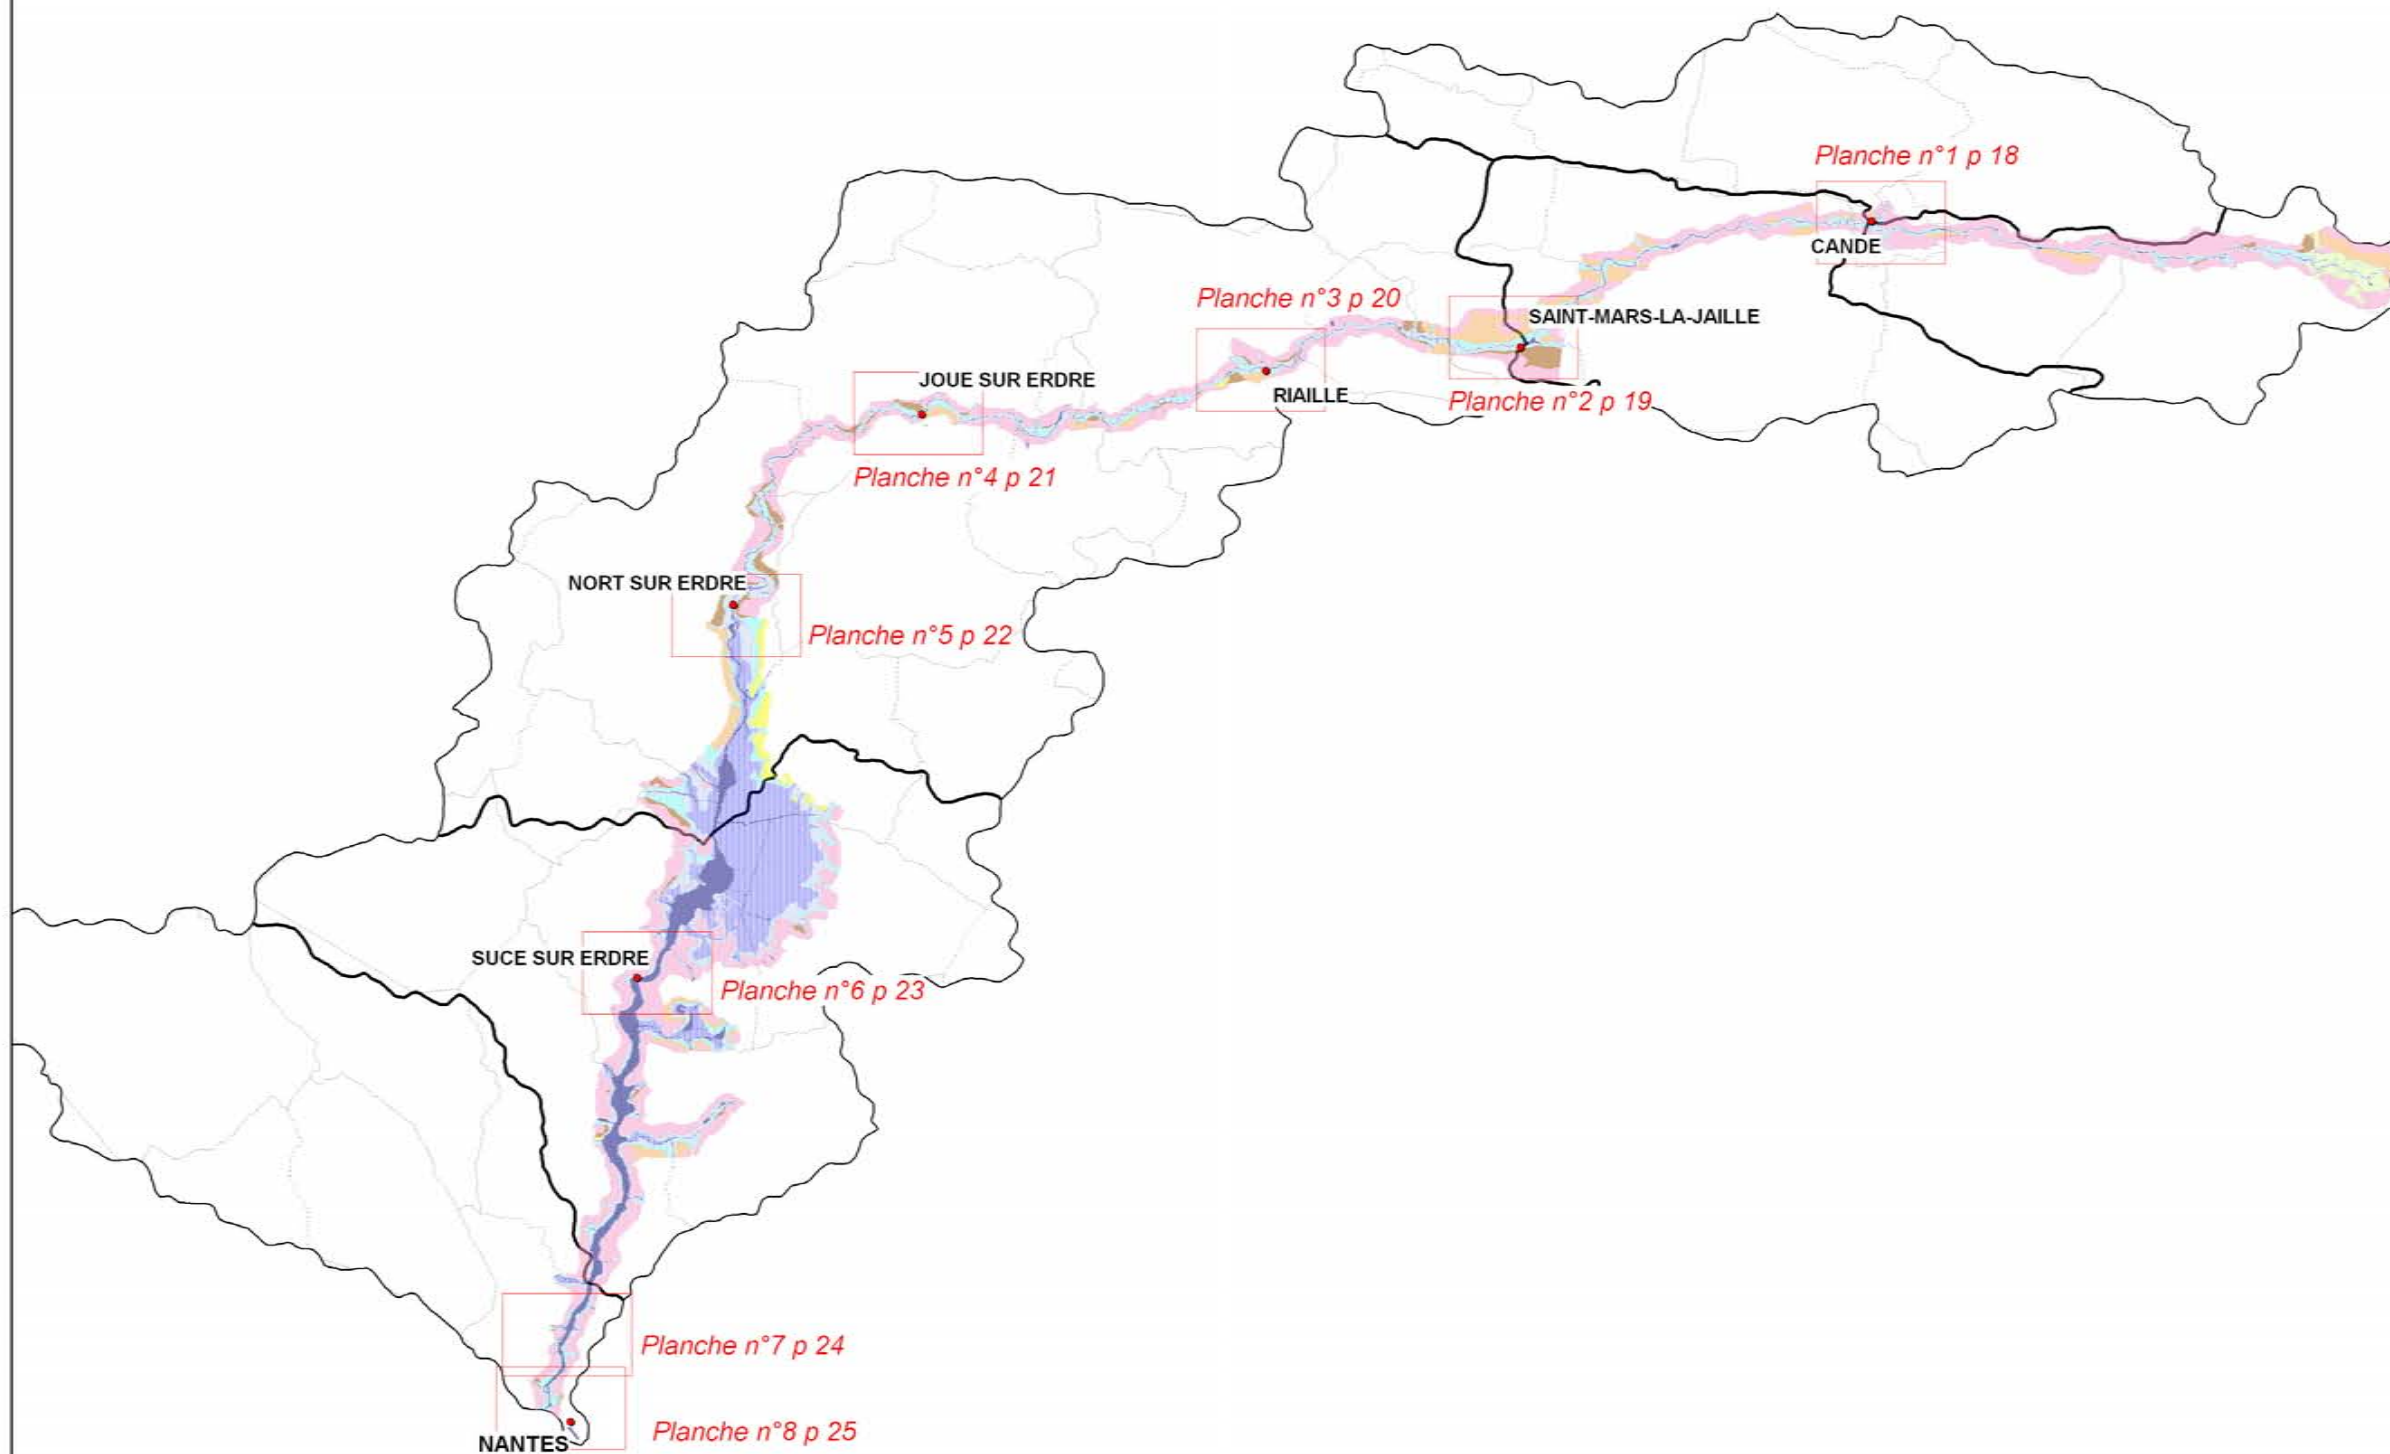 Planche n°1 p 18
CANDE
Planche n°3 p 20
SAINT-MARS-LA-JAILLE
JOUE SUR ERDRE
RIAILLE
Planche n°2 p 19
Planche n°4 p 21
NORT SUR ERDRE
Planche n°5 p 22
SUCE SUR ERDRE
Planche n°6 p 23
Planche n°7 p 24
Planche n°8 p 25
NANTES